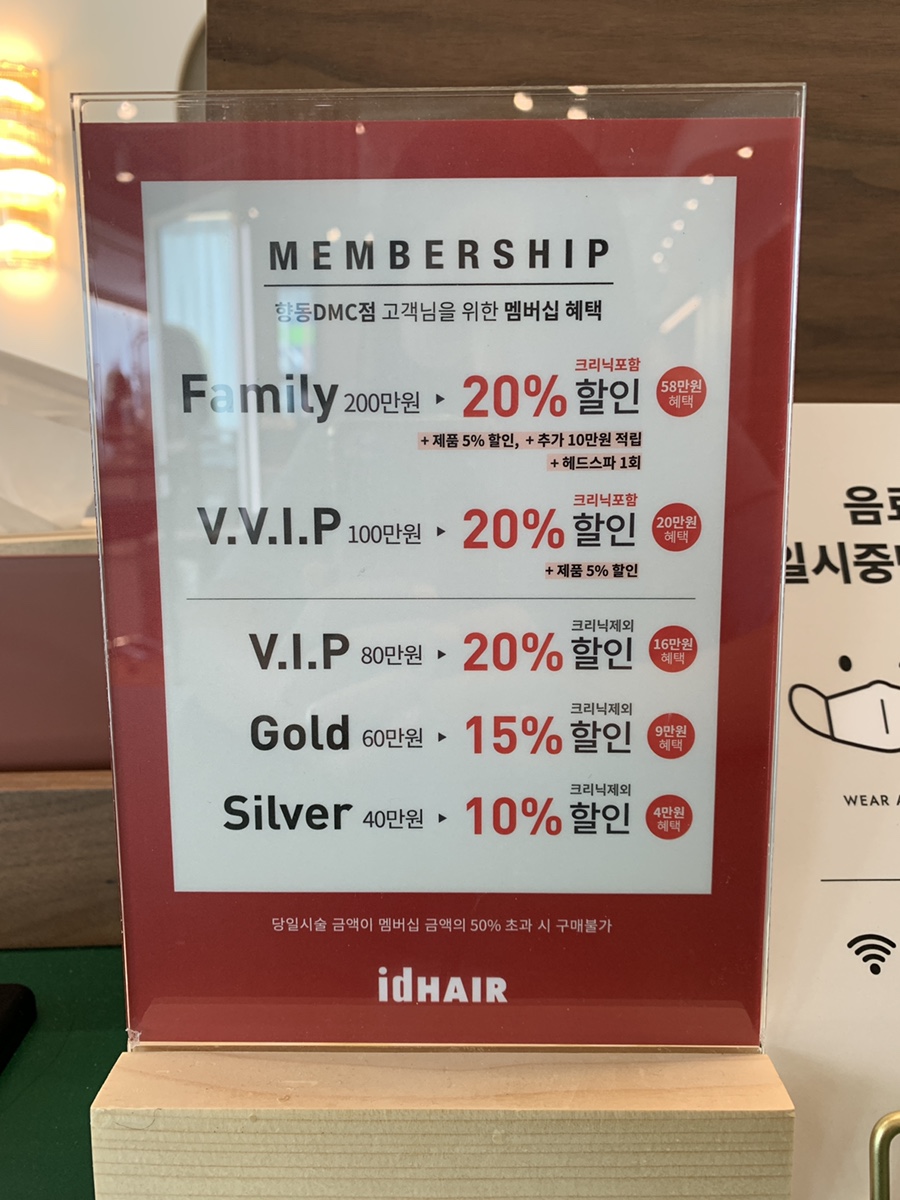 MEMBERSHIP
향동DMC점 고객님을 위한 멤버십 혜택
크리닉포함
Family 200만원 ▶ 20% 할인 58만원 혜택
+ 제품 5% 할인, + 추가 10만원 적립
+ 헤드스파 1회
크리닉포함
V.V.I.P 100만원 ▶ 20% 할인 20만원 혜택
+ 제품 5% 할인
크리닉제외
V.I.P 80만원 ▶ 20% 할인 16만원 혜택
크리닉제외
Gold 60만원 ▶ 15% 할인 9만원 혜택
크리닉제외
Silver 40만원 ▶ 10% 할인 4만원 혜택
당일시술 금액이 멤버십 금액의 50% 초과 시 구매불가
idHAIR
WEAR